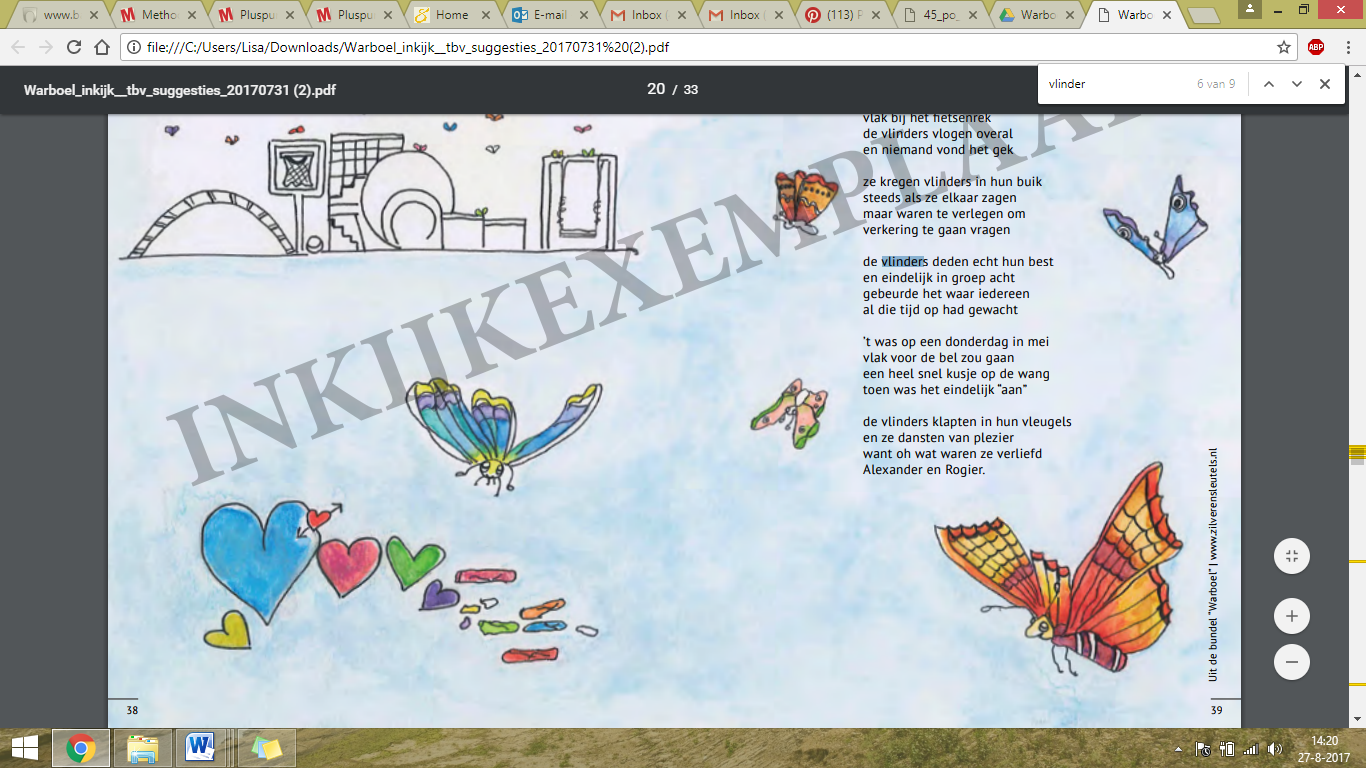 www.b
Metho
Pluspu
Pluspu
Home
E-mail
Inbox (
Inbox (
(113) P
45_po_
Warbo
Warbo
file:///C:/Users/Lisa/Downloads/Warboel_inkijk__tbv_suggesties_20170731%20(2).pdf
ABP
Warboel_inkijk__tbv_suggesties_20170731 (2).pdf
20 / 33
vlinder
6 van 9
vlak bij het fietsenrek
de vlinders vlogen overal
en niemand vond het gek
ze kregen vlinders in hun buik
steeds als ze elkaar zagen
maar waren te verlegen om
verkering te gaan vragen
de vlinders deden echt hun best
en eindelijk in groep acht
gebeurde het waar iedereen
al die tijd op had gewacht
't was op een donderdag in mei
vlak voor de bel zou gaan
een heel snel kusje op de wang
toen was het eindelijk "aan"
de vlinders klapten in hun vleugels
en ze dansten van plezier
want oh wat waren ze verliefd
Alexander en Rogier.
INKIJKEXEMPLAA
Uit de bundel "Warboel" | www.zilverensleutels.nl
38
39
14:20
27-8-2017